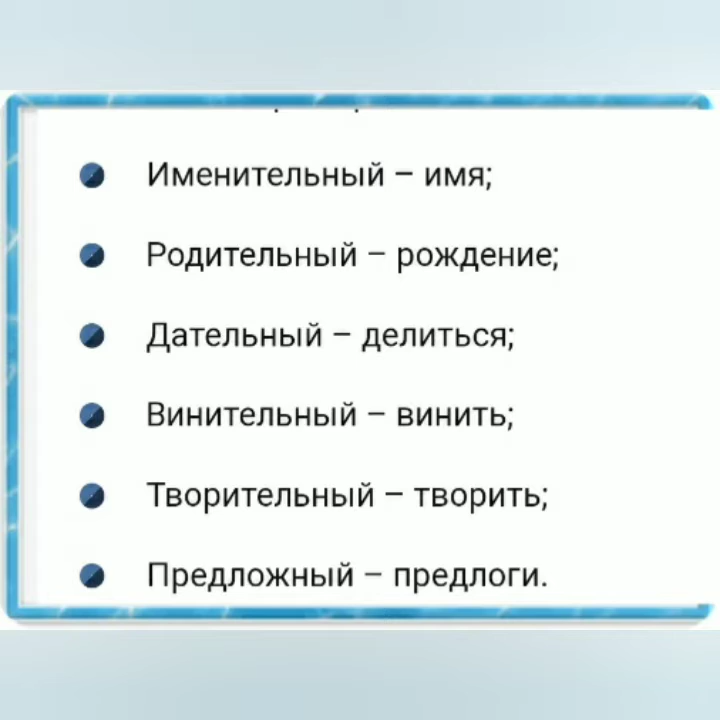 Именительный – имя;
Родительный – рождение;
Дательный – делиться;
Винительный – винить;
Творительный – творить;
Предложный – предлоги.